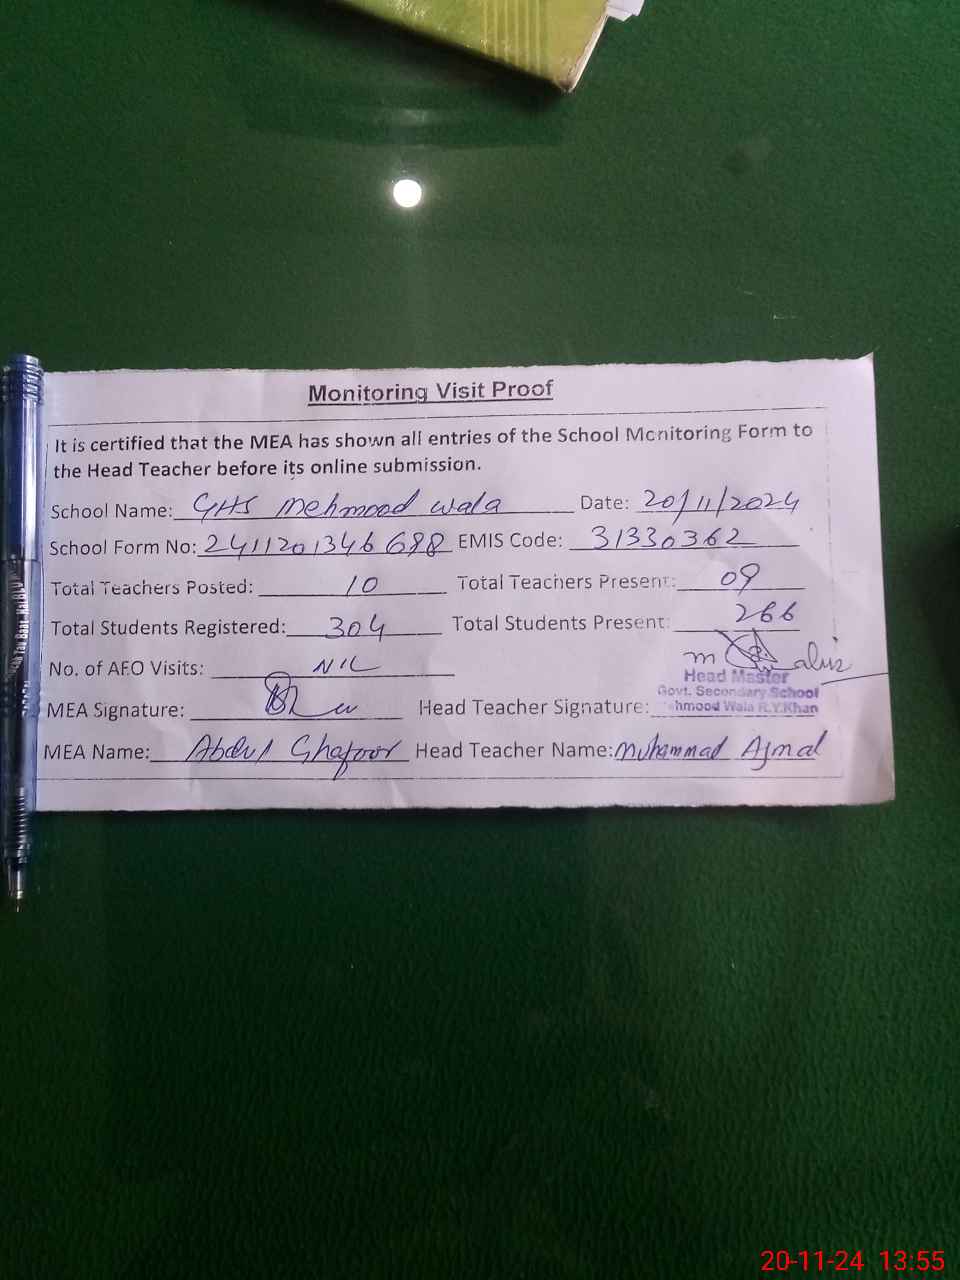 Monitoring Visit Proof
It is certified that the MEA has shown all entries of the School Monitoring Form to
the Head Teacher before its online submission.
School Name: GHS Mehmood wala Date: 20/11/2024
School Form No: 2411201346698 EMIS Code: 31330362
Total Teachers Posted: 10 Total Teachers Present: 09
Total Students Registered: 304 Total Students Present: 266
No. of AEO Visits: NIL
Head Master
Govt. Secondary School
MEA Signature: Head Teacher Signature: hmood Wala R.Y.Khan
MEA Name: Abdul Ghafoor Head Teacher Name: Muhammad Ajmal
20-11-24 13:55